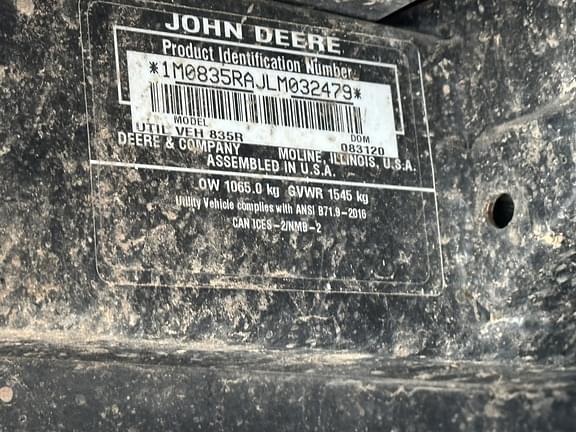 JOHN DEERE
Product Identification Number
*1M0835RAJLM032479*
MODEL DOM
UTIL VEH 835R 083120
DEERE & COMPANY MOLINE, ILLINOIS, U.S.A.
ASSEMBLED IN U.S.A.
OW 1065.0 kg GVWR 1545 kg
Utility Vehicle complies with ANSI B71.9-2016
CAN ICES-2/NMB-2